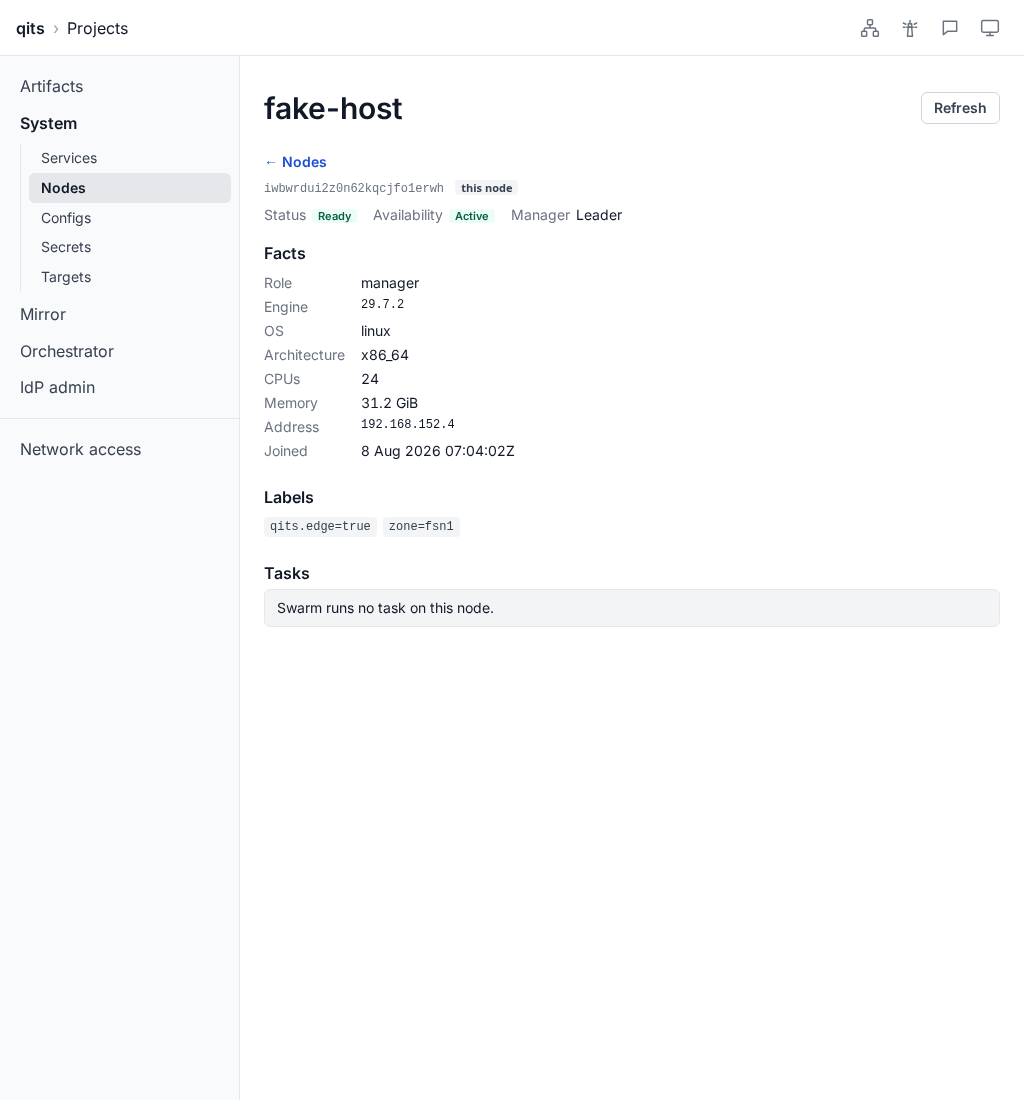 qits › Projects
Artifacts
System
Services
Nodes
Configs
Secrets
Targets
Mirror
Orchestrator
IdP admin
Network access
fake-host
Refresh
← Nodes
iwbwrdui2z0n62kqcjfo1erwh this node
Status Ready Availability Active Manager Leader
Facts
Role manager
Engine 29.7.2
OS linux
Architecture x86_64
CPUs 24
Memory 31.2 GiB
Address 192.168.152.4
Joined 8 Aug 2026 07:04:02Z
Labels
qits.edge=true zone=fsn1
Tasks
Swarm runs no task on this node.